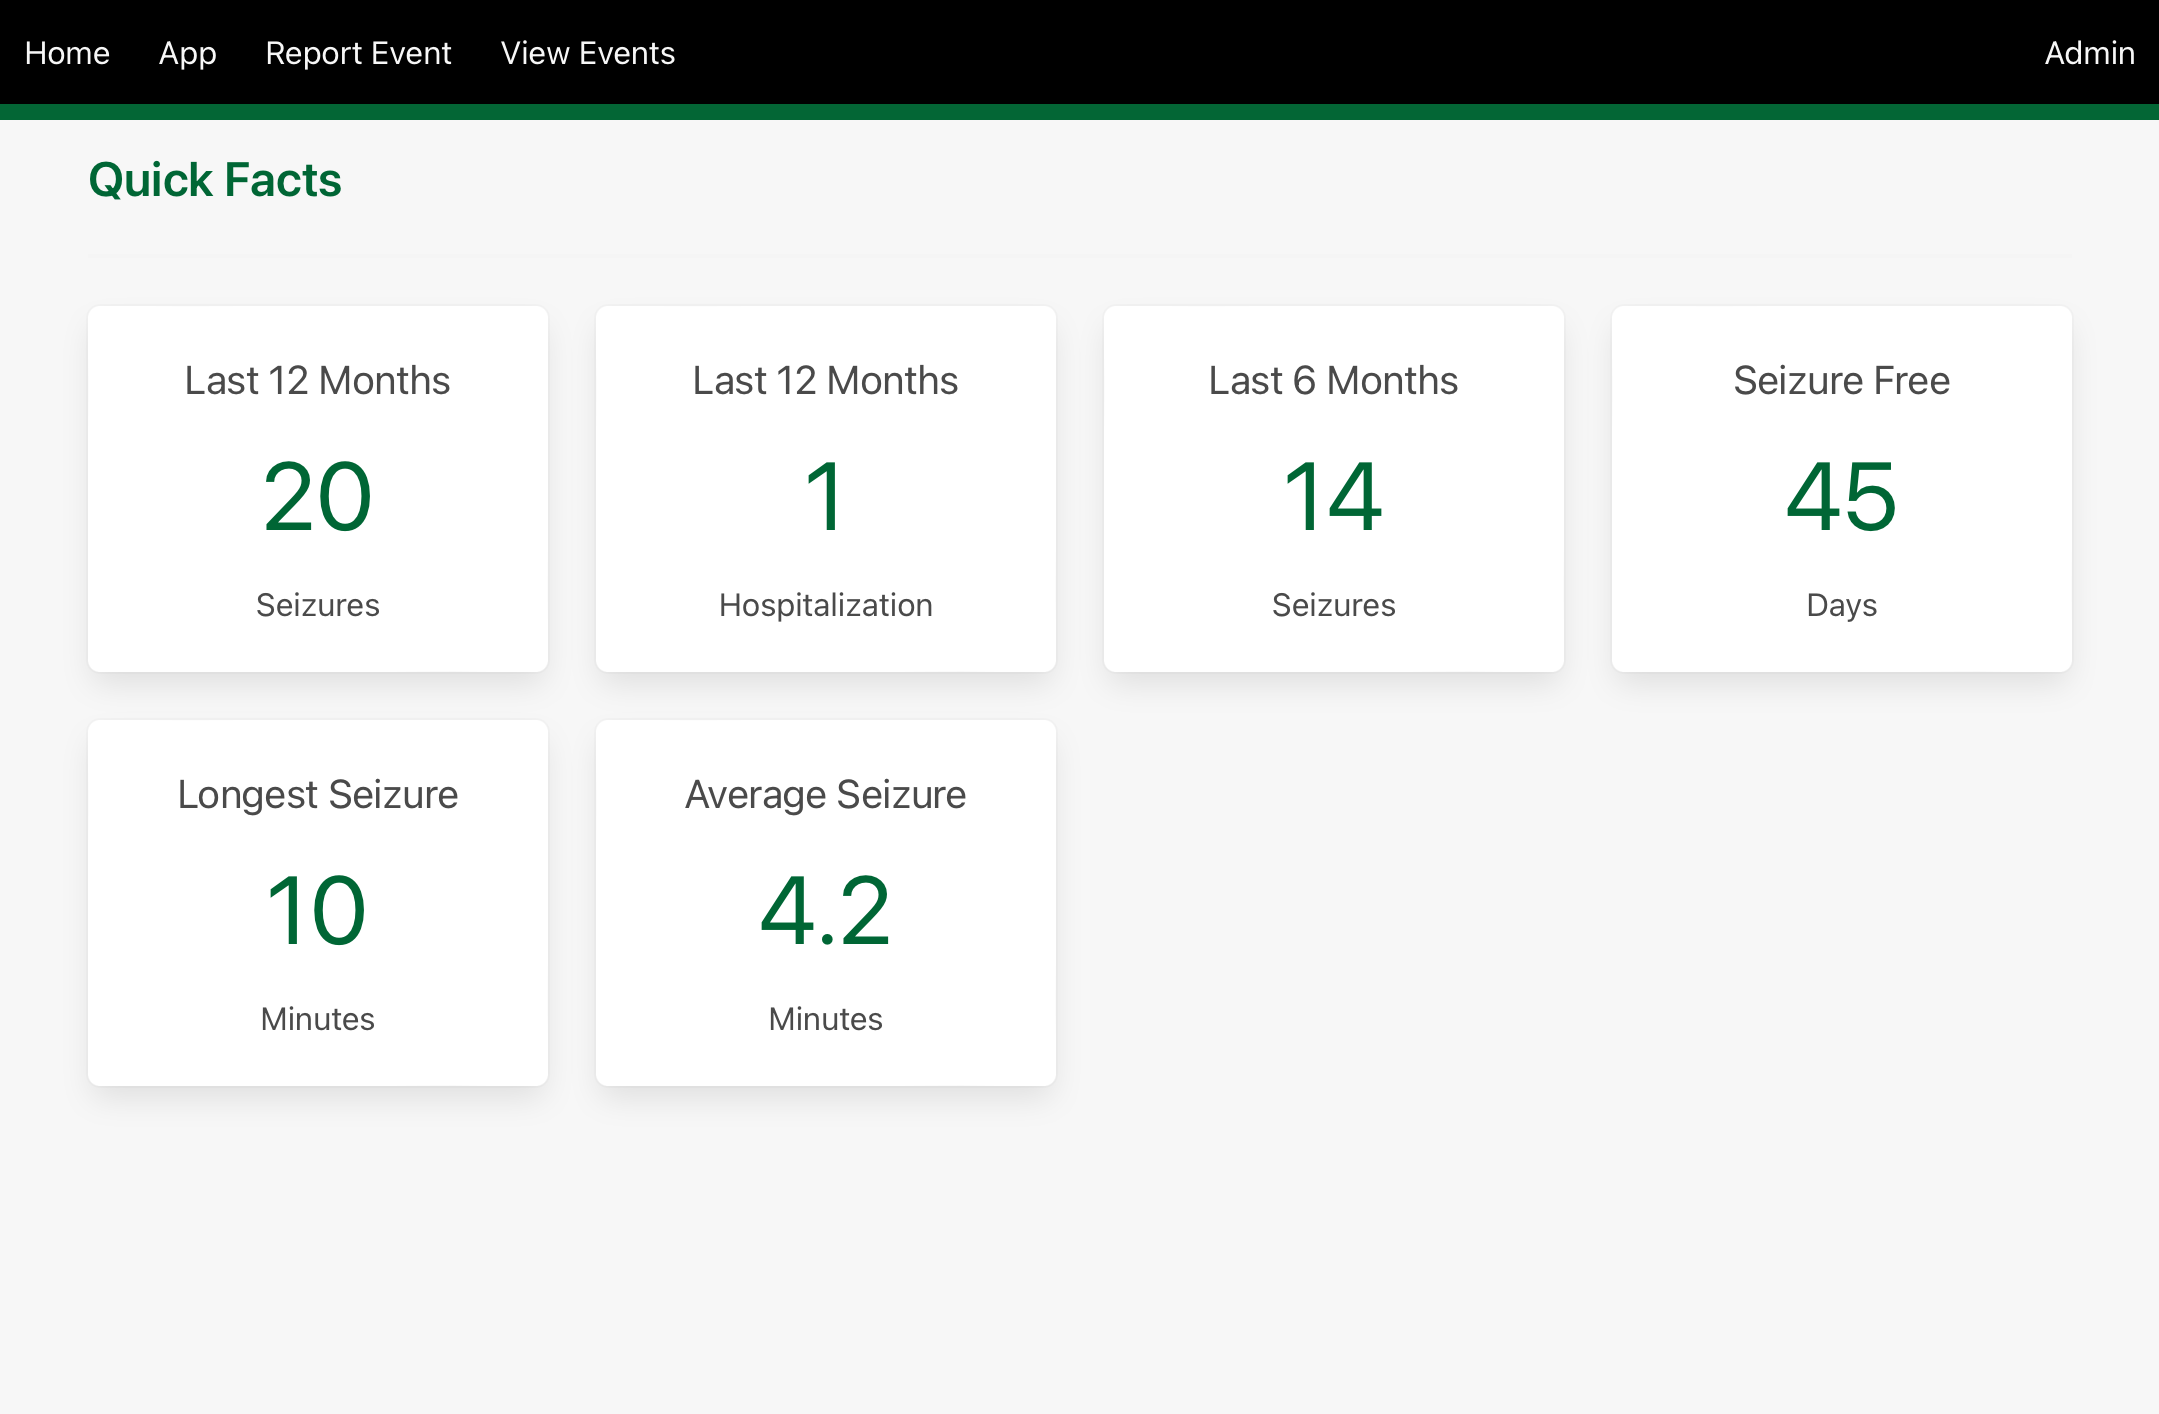 Home App Report Event View Events Admin
Quick Facts
Last 12 Months
20
Seizures
Last 12 Months
1
Hospitalization
Last 6 Months
14
Seizures
Seizure Free
45
Days
Longest Seizure
10
Minutes
Average Seizure
4.2
Minutes